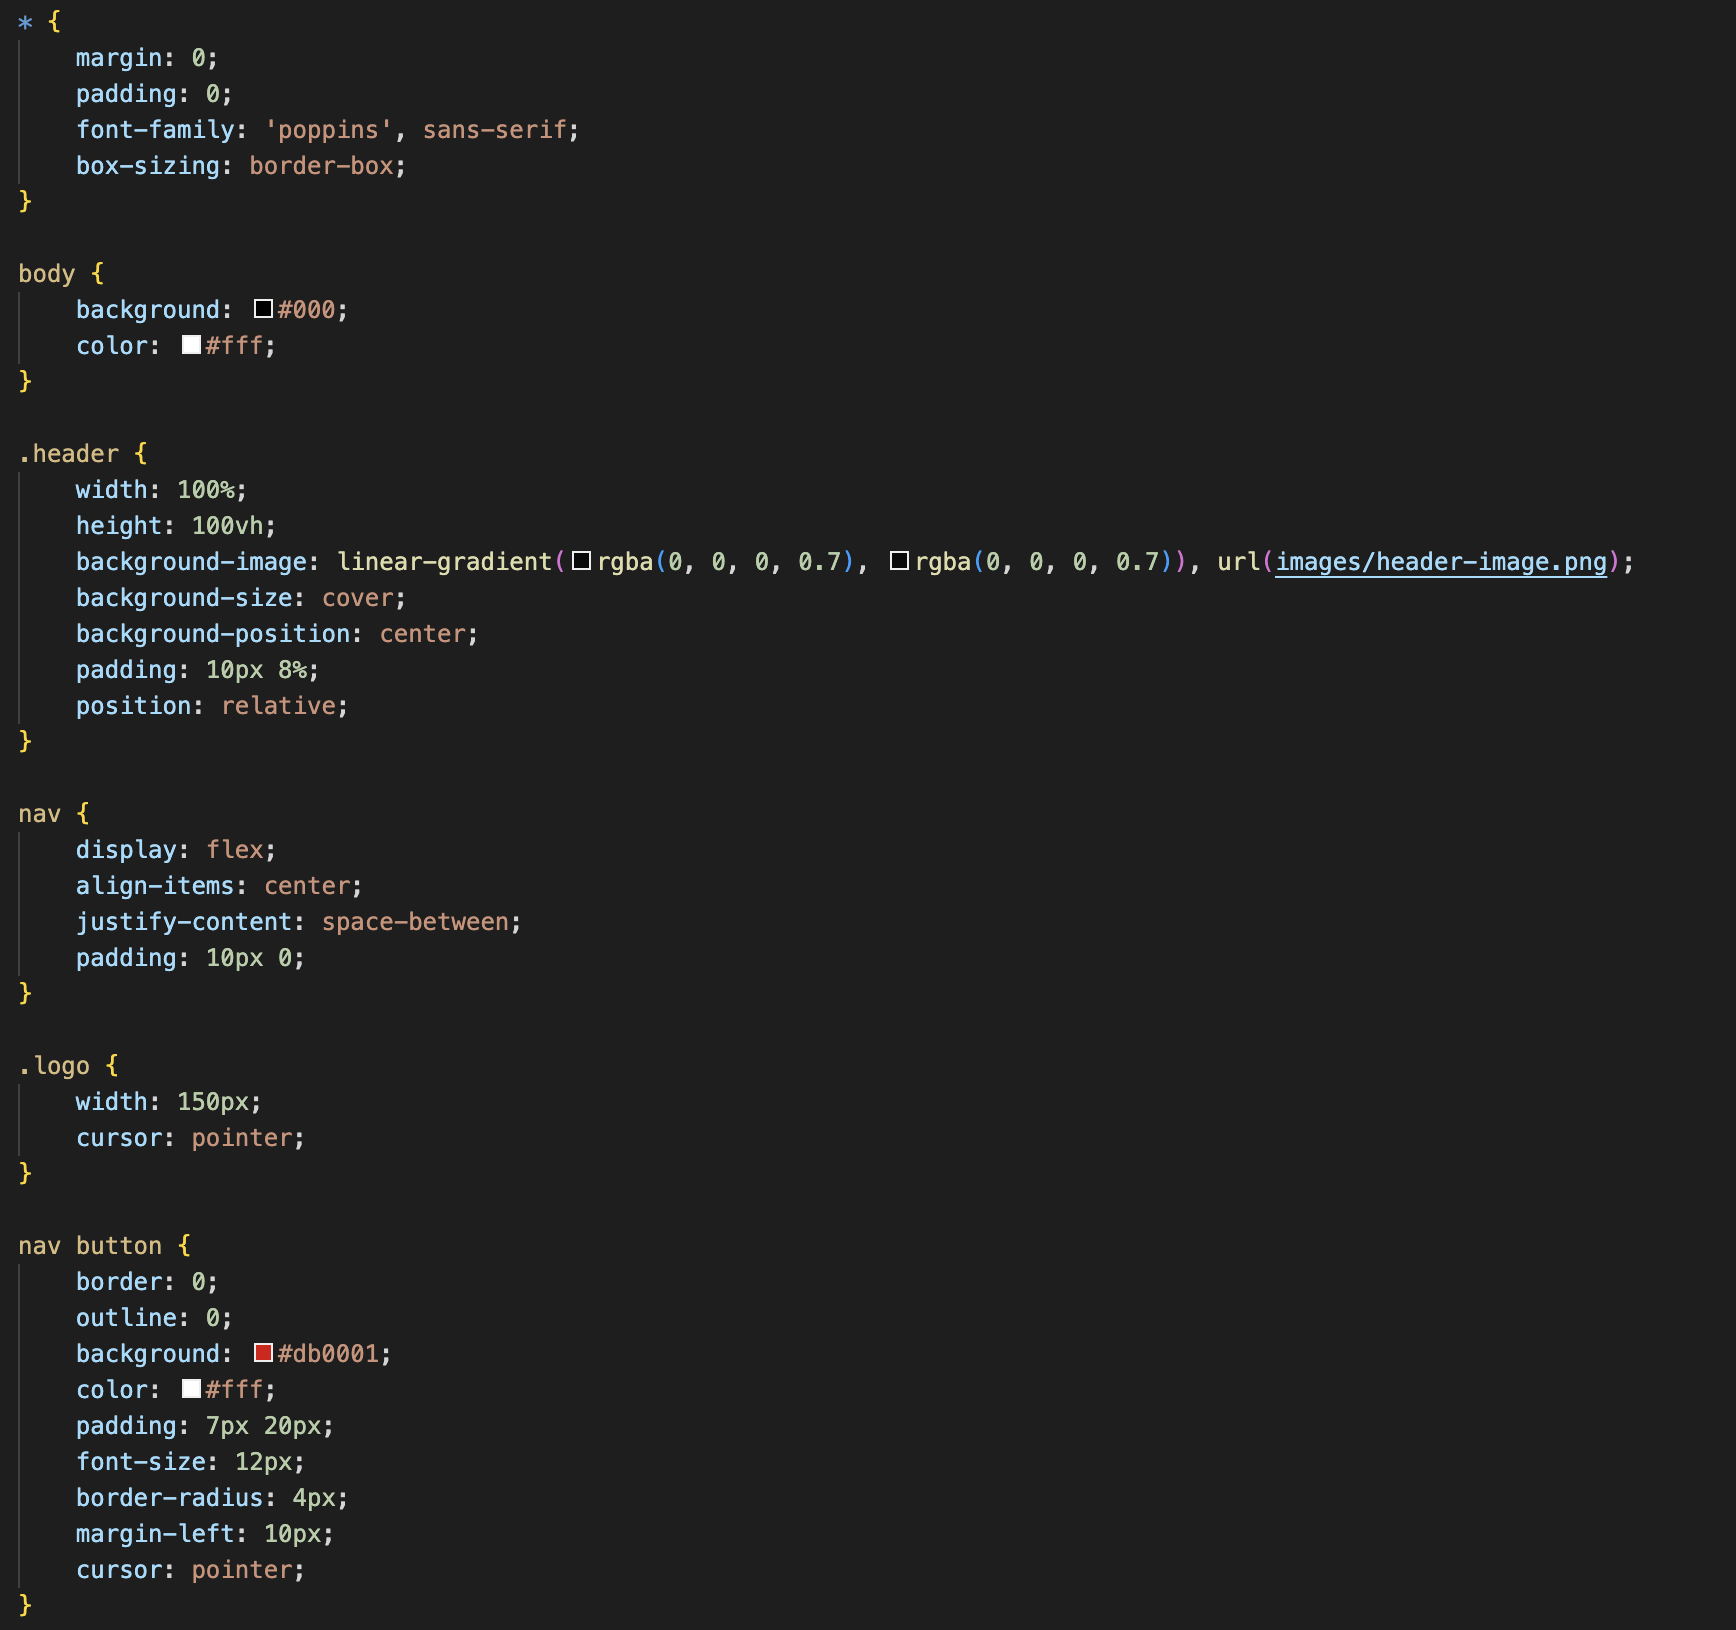 * {
    margin: 0;
    padding: 0;
    font-family: 'poppins', sans-serif;
    box-sizing: border-box;
}

body {
    background: #000;
    color: #fff;
}

.header {
    width: 100%;
    height: 100vh;
    background-image: linear-gradient(rgba(0, 0, 0, 0.7), rgba(0, 0, 0, 0.7)), url(images/header-image.png);
    background-size: cover;
    background-position: center;
    padding: 10px 8%;
    position: relative;
}

nav {
    display: flex;
    align-items: center;
    justify-content: space-between;
    padding: 10px 0;
}

.logo {
    width: 150px;
    cursor: pointer;
}

nav button {
    border: 0;
    outline: 0;
    background: #db0001;
    color: #fff;
    padding: 7px 20px;
    font-size: 12px;
    border-radius: 4px;
    margin-left: 10px;
    cursor: pointer;
}